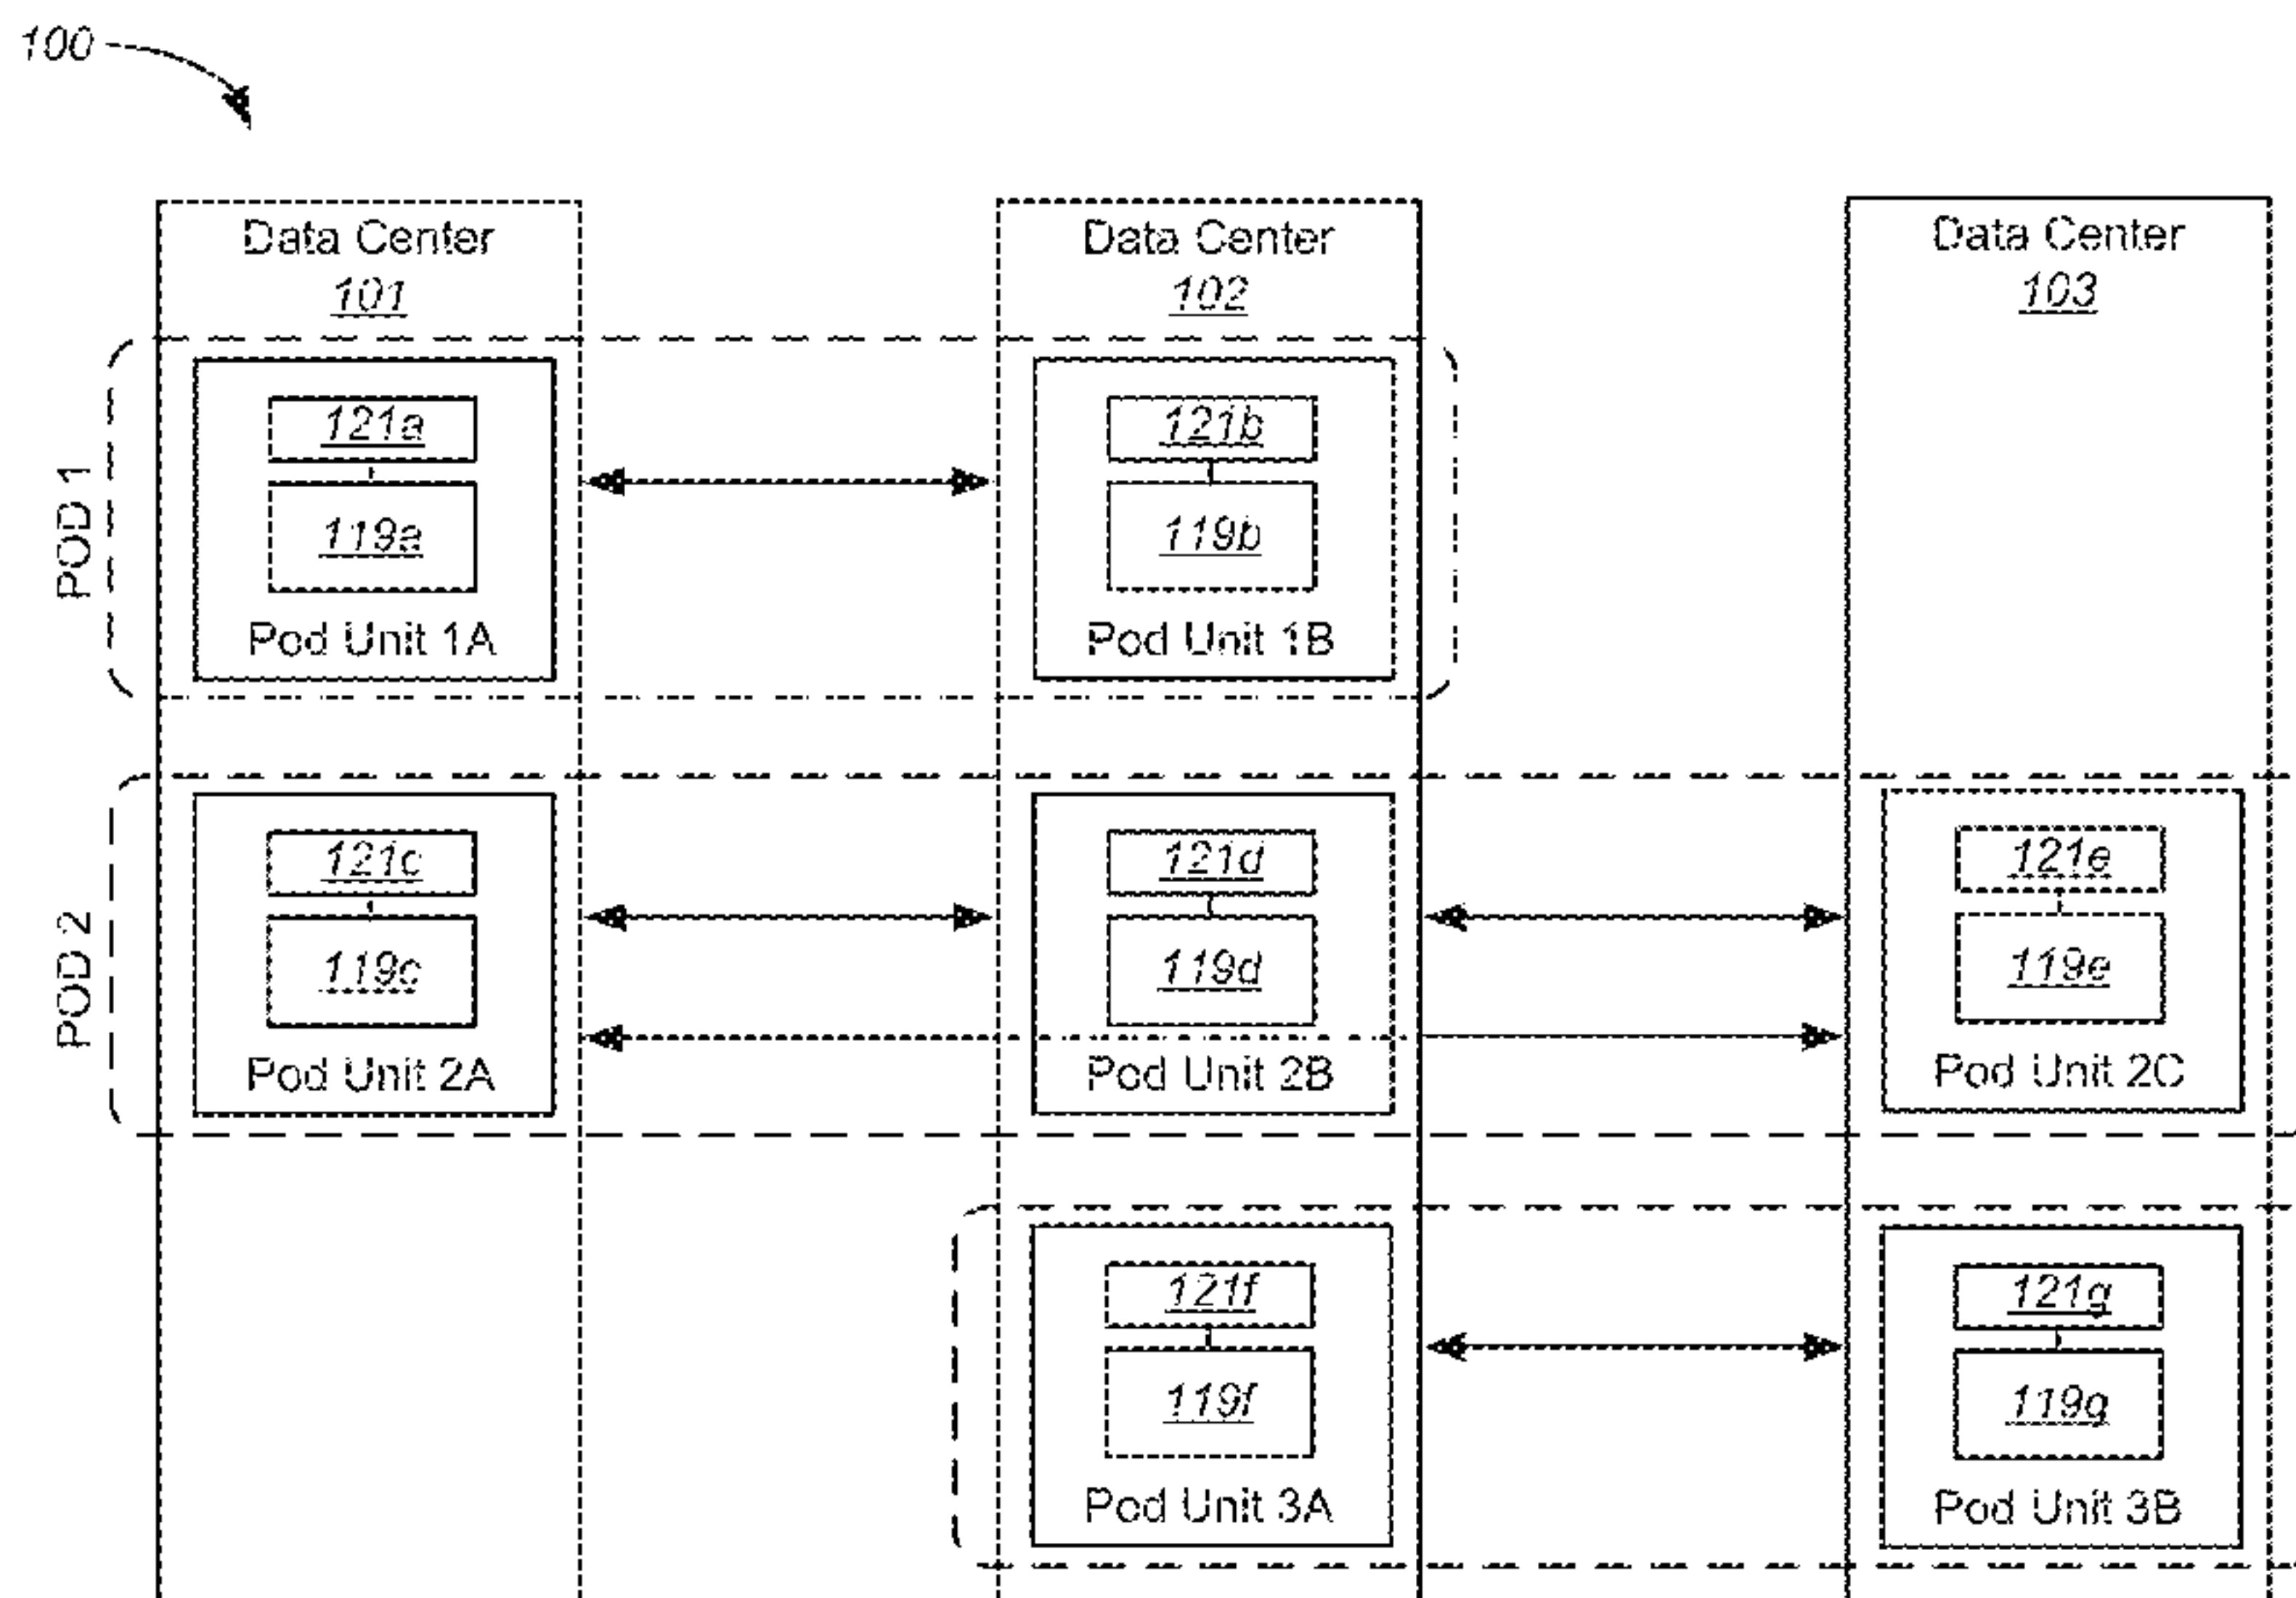 100
Data Center
101
Data Center
102
Data Center
103
POD 1
121a
119a
Pod Unit 1A
121b
119b
Pod Unit 1B
POD 2
121c
119c
Pod Unit 2A
121d
119d
Pod Unit 2B
121e
119e
Pod Unit 2C
121f
119f
Pod Unit 3A
121g
119g
Pod Unit 3B